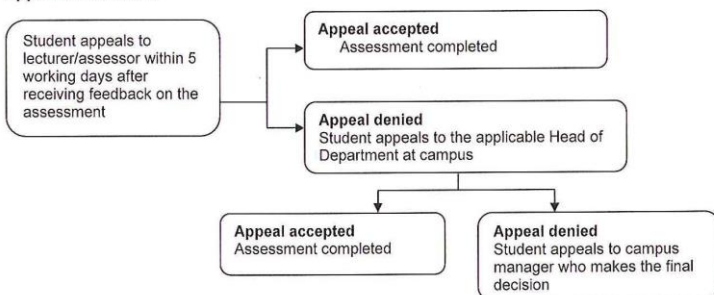 Student appeals to
lecturer/assessor within 5
working days after
receiving feedback on the
assessment
Appeal accepted
Assessment completed
Appeal denied
Student appeals to the applicable Head of
Department at campus
Appeal accepted
Assessment completed
Appeal denied
Student appeals to campus
manager who makes the final
decision